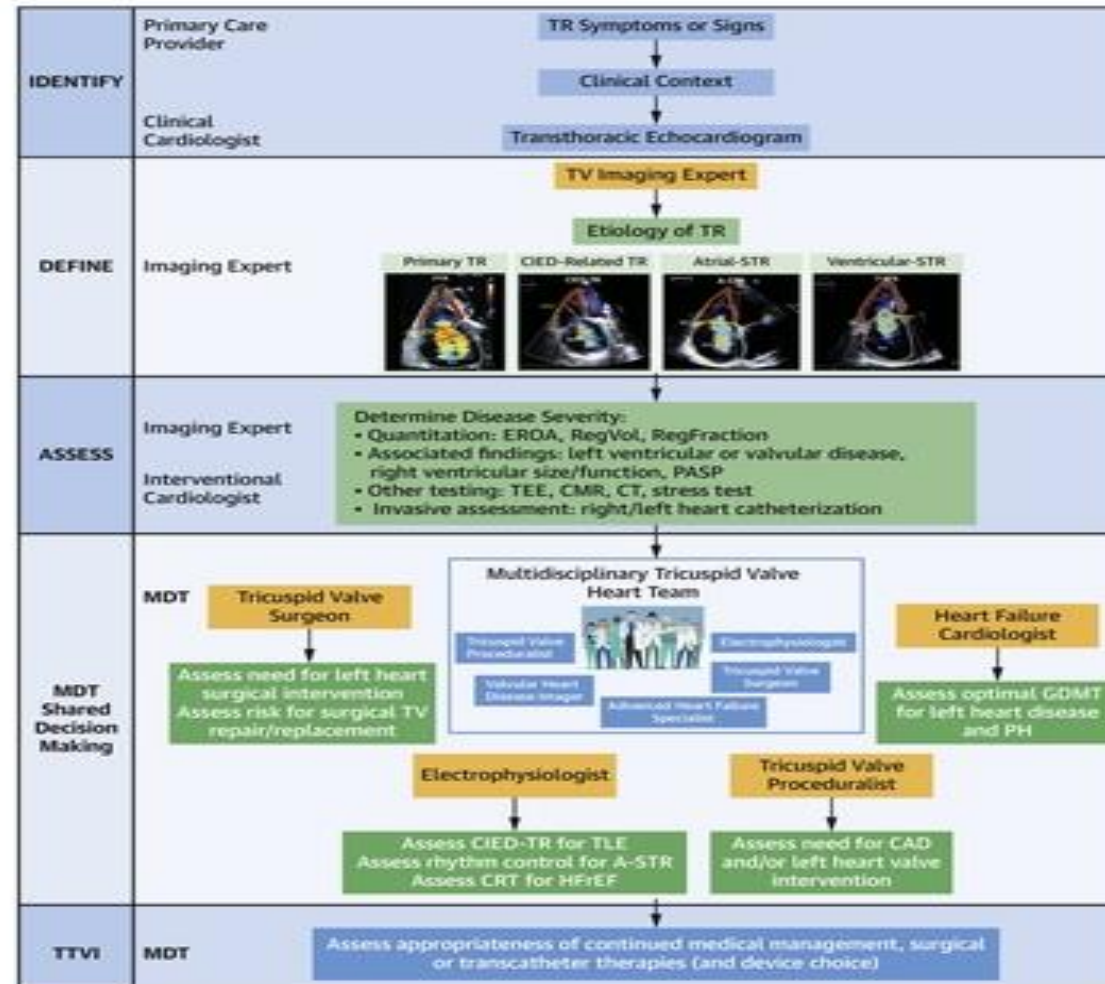 IDENTIFY
Primary Care
Provider
Clinical
Cardiologist
TR Symptoms or Signs
Clinical Context
Transthoracic Echocardiogram
DEFINE
Imaging Expert
TV Imaging Expert
Etiology of TR
Primary TR
CIED-Related TR
Atrial-STR
Ventricular-STR
ASSESS
Imaging Expert
Interventional
Cardiologist
Determine Disease Severity:
• Quantitation: EROA, RegVol, RegFraction
• Associated findings: left ventricular or valvular disease,
right ventricular size/function, PASP
• Other testing: TEE, CMR, CT, stress test
• Invasive assessment: right/left heart catheterization
MDT
Shared
Decision
Making
MDT
Tricuspid Valve
Surgeon
Assess need for left heart
surgical intervention
Assess risk for surgical TV
repair/replacement
Multidisciplinary Tricuspid Valve
Heart Team
Tricuspid Valve
Proceduralist
Valvular Heart
Disease Imager
Advanced Heart Failure
Specialist
Electrophysiologist
Tricuspid Valve
Surgeon
Heart Failure
Cardiologist
Assess optimal GDMT
for left heart disease
and PH
Electrophysiologist
Assess CIED-TR for TLE
Assess rhythm control for A-STR
Assess CRT for HFrEF
Tricuspid Valve
Proceduralist
Assess need for CAD
and/or left heart valve
intervention
TTVI
MDT
Assess appropriateness of continued medical management, surgical
or transcatheter therapies (and device choice)